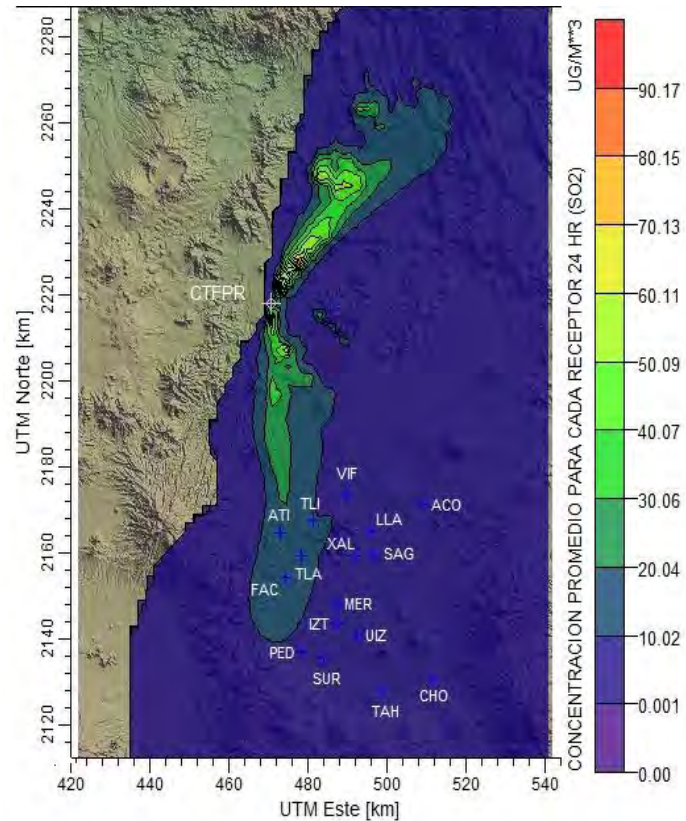 2280
2260
2240
2220
2200
2180
2160
2140
2120
UTM Norte [km]
CTFPR
VIF
ACO
TLI
ATI
LLA
XAL
SAG
TLA
FAC
MER
IZT
UIZ
PED
SUR
CHO
TAH
420 440 460 480 500 520 540
UTM Este [km]
CONCENTRACION PROMEDIO PARA CADA RECEPTOR 24 HR (SO2) UG/M**3
90.17
80.15
70.13
60.11
50.09
40.07
30.06
20.04
10.02
0.001
0.00